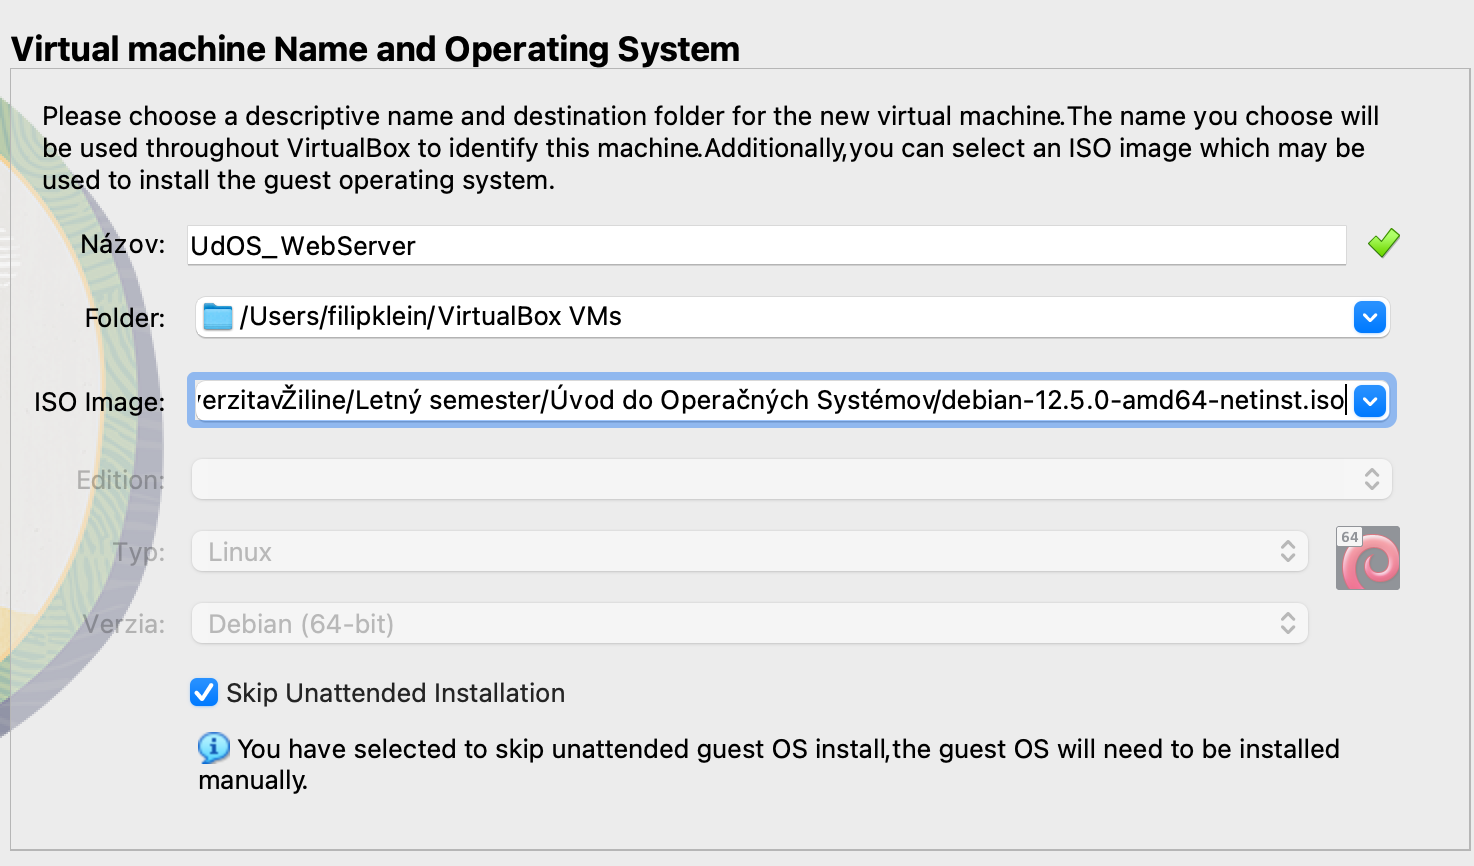 Virtual machine Name and Operating System
Please choose a descriptive name and destination folder for the new virtual machine.The name you choose will
be used throughout VirtualBox to identify this machine.Additionally,you can select an ISO image which may be
used to install the guest operating system.
Názov: UdOS_WebServer
Folder: /Users/filipklein/VirtualBox VMs
ISO Image: verzitavŽiline/Letný semester/Úvod do Operačných Systémov/debian-12.5.0-amd64-netinst.iso
Edition:
Typ: Linux
64
Verzia: Debian (64-bit)
Skip Unattended Installation
You have selected to skip unattended guest OS install,the guest OS will need to be installed
manually.